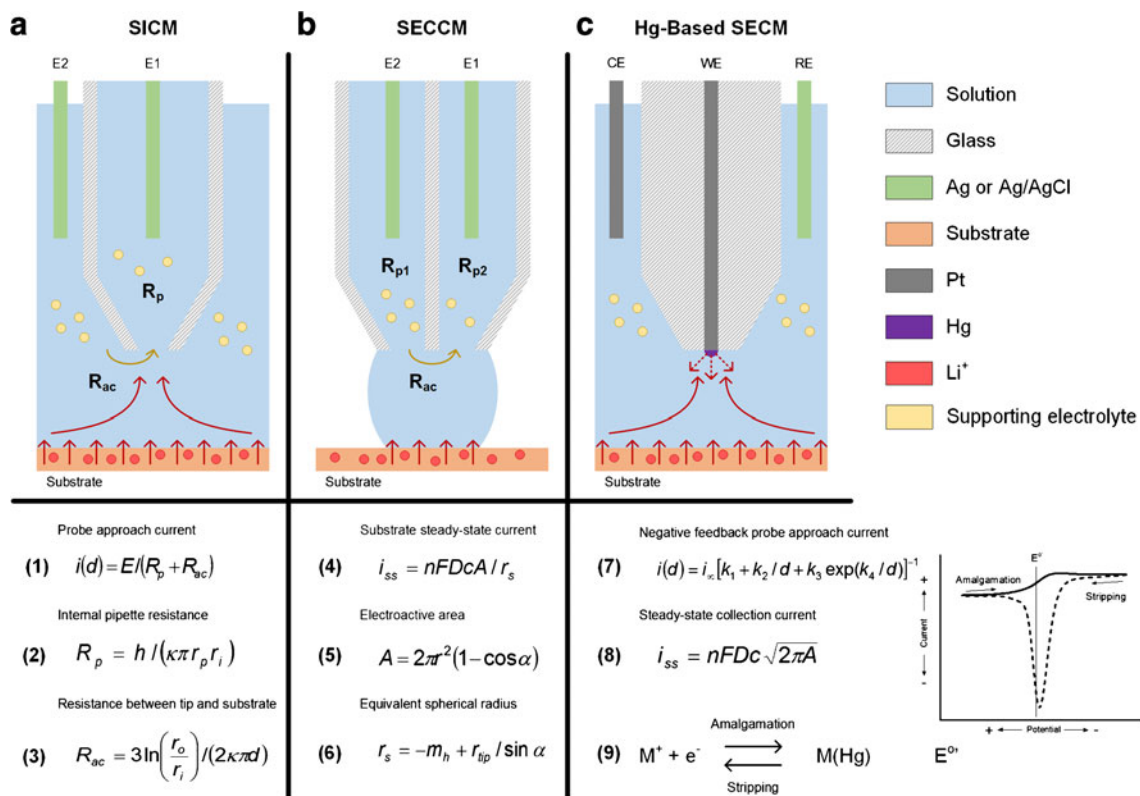 a SICM
b SECCM
c Hg-Based SECM
E2 E1
E2 E1
CE WE RE
Solution
Glass
Ag or Ag/AgCl
Substrate
Pt
Hg
Li⁺
Supporting electrolyte
Rₚ
Rₐc
Rₚ₁ Rₚ₂
Rₐc
Substrate
Substrate
Substrate
Probe approach current
(1) i(d) = E/(Rₚ + Rₐc)
Internal pipette resistance
(2) Rₚ = h/(κπrₚrᵢ)
Resistance between tip and substrate
(3) Rₐc = 3ln(rₒ/rᵢ)/(2κπd)
Substrate steady-state current
(4) iₛₛ = nFDcA/rₛ
Electroactive area
(5) A = 2πr²(1−cosα)
Equivalent spherical radius
(6) rₛ = −mₕ + r_tip/sin α
Negative feedback probe approach current
(7) i(d) = i∞[k₁ + k₂/d + k₃ exp(k₄/d)]⁻¹
Steady-state collection current
(8) iₛₛ = nFDc√2πA
Amalgamation
(9) M⁺ + e⁻ M(Hg) E⁰'
Stripping
E⁰'
Amalgamation
Stripping
+ Current -
+ Potential -